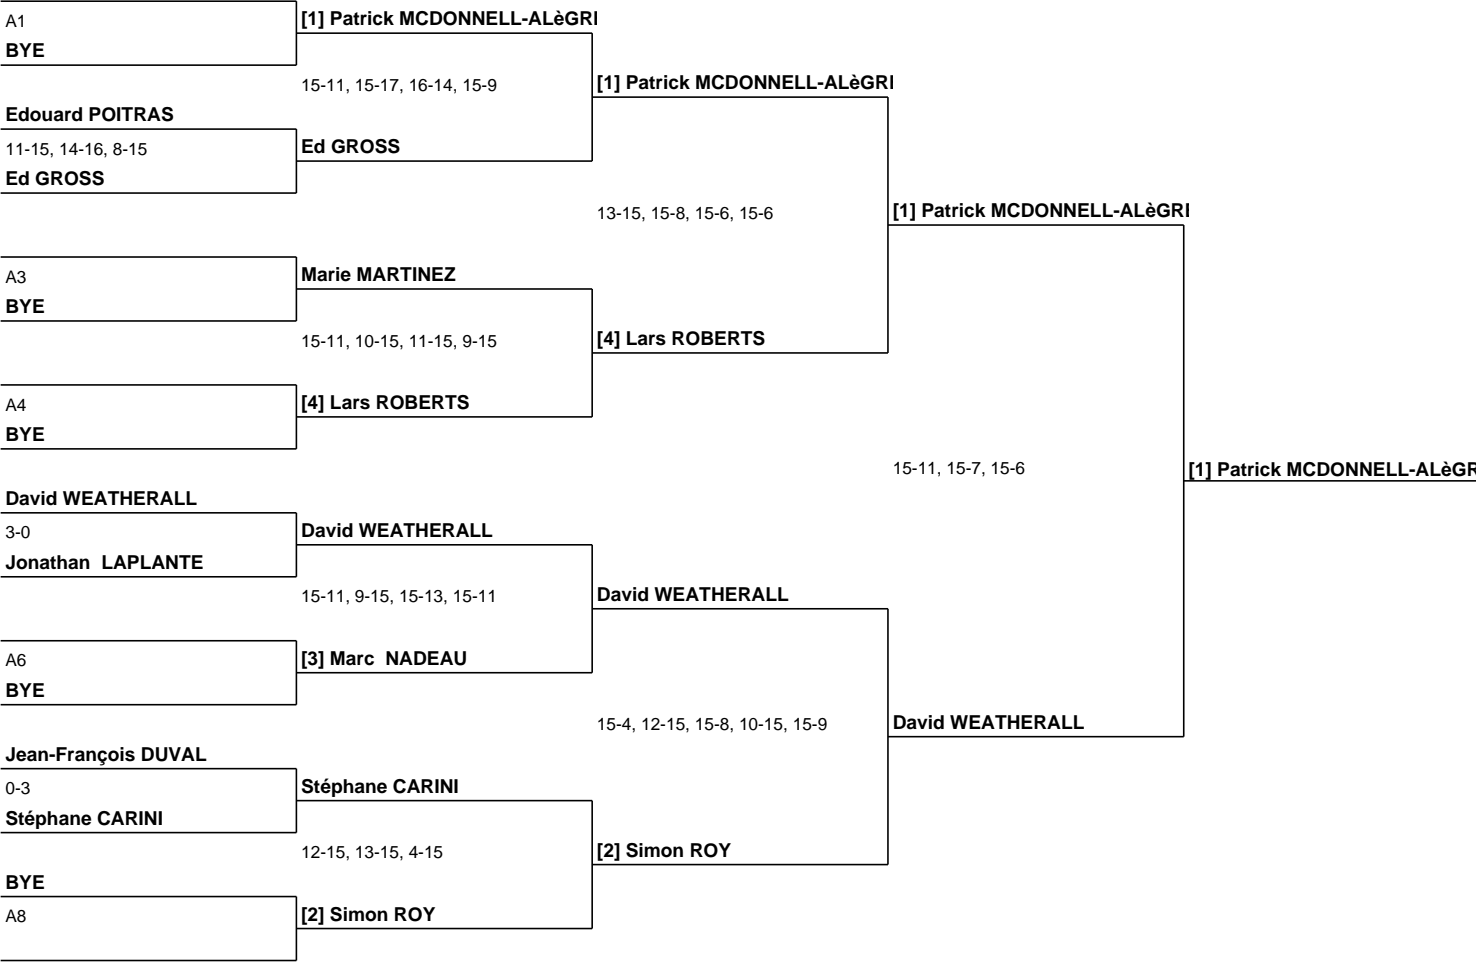 A1
BYE
[1] Patrick MCDONNELL-ALèGRI
15-11, 15-17, 16-14, 15-9
Edouard POITRAS
11-15, 14-16, 8-15
Ed GROSS
Ed GROSS
[1] Patrick MCDONNELL-ALèGRI
13-15, 15-8, 15-6, 15-6
A3
BYE
Marie MARTINEZ
15-11, 10-15, 11-15, 9-15
[4] Lars ROBERTS
A4
BYE
[4] Lars ROBERTS
[1] Patrick MCDONNELL-ALèGRI
15-11, 15-7, 15-6
[1] Patrick MCDONNELL-ALèGR
David WEATHERALL
3-0
Jonathan  LAPLANTE
David WEATHERALL
15-11, 9-15, 15-13, 15-11
David WEATHERALL
A6
BYE
[3] Marc  NADEAU
15-4, 12-15, 15-8, 10-15, 15-9
David WEATHERALL
Jean-François DUVAL
0-3
Stéphane CARINI
Stéphane CARINI
12-15, 13-15, 4-15
[2] Simon ROY
BYE
A8
[2] Simon ROY